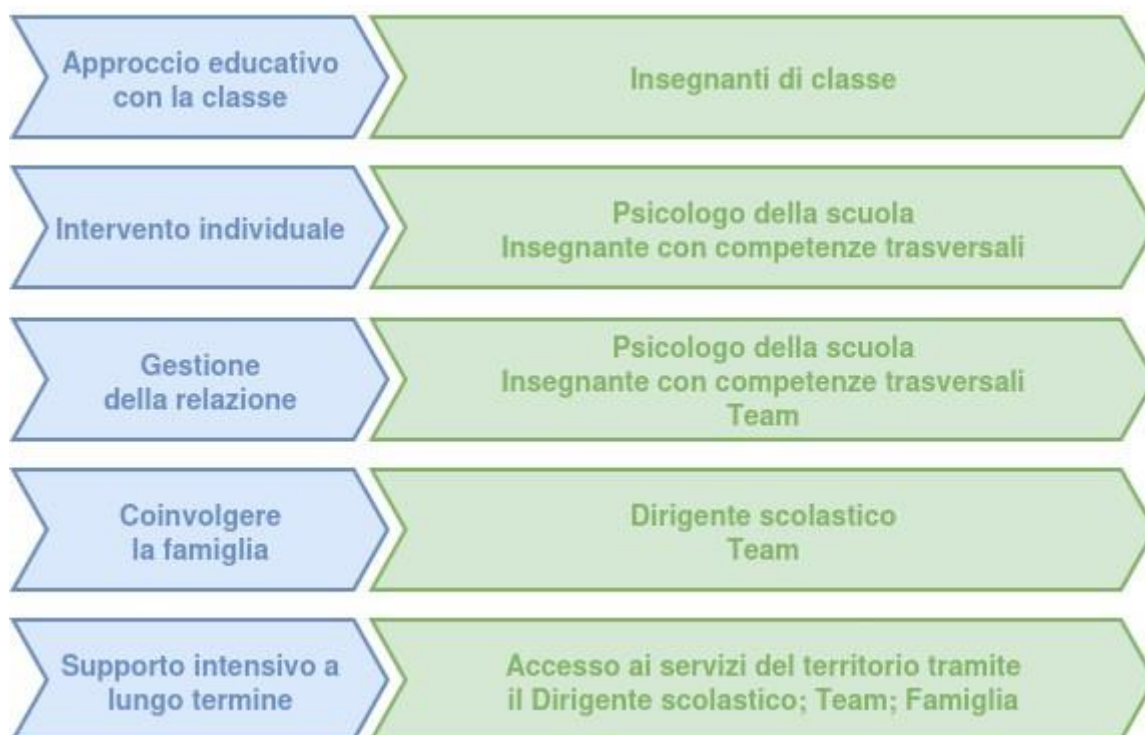 Approccio educativo
con la classe
Insegnanti di classe
Intervento individuale
Psicologo della scuola
Insegnante con competenze trasversali
Gestione
della relazione
Psicologo della scuola
Insegnante con competenze trasversali
Team
Coinvolgere
la famiglia
Dirigente scolastico
Team
Supporto intensivo a
lungo termine
Accesso ai servizi del territorio tramite
il Dirigente scolastico; Team; Famiglia